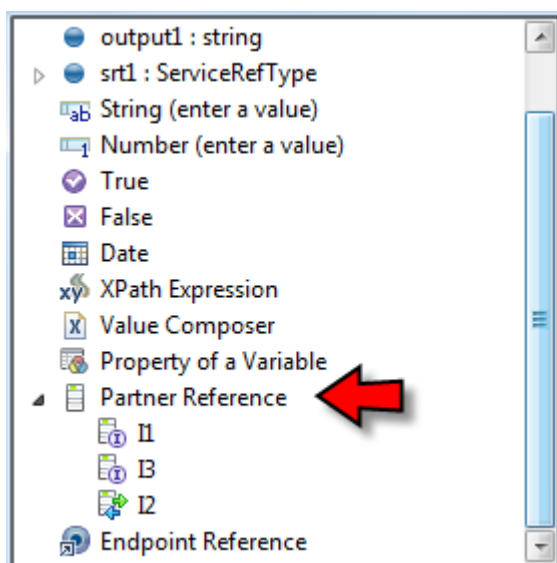 output1 : string
srt1 : ServiceRefType
String (enter a value)
Number (enter a value)
True
False
Date
XPath Expression
Value Composer
Property of a Variable
Partner Reference
I1
I3
I2
Endpoint Reference